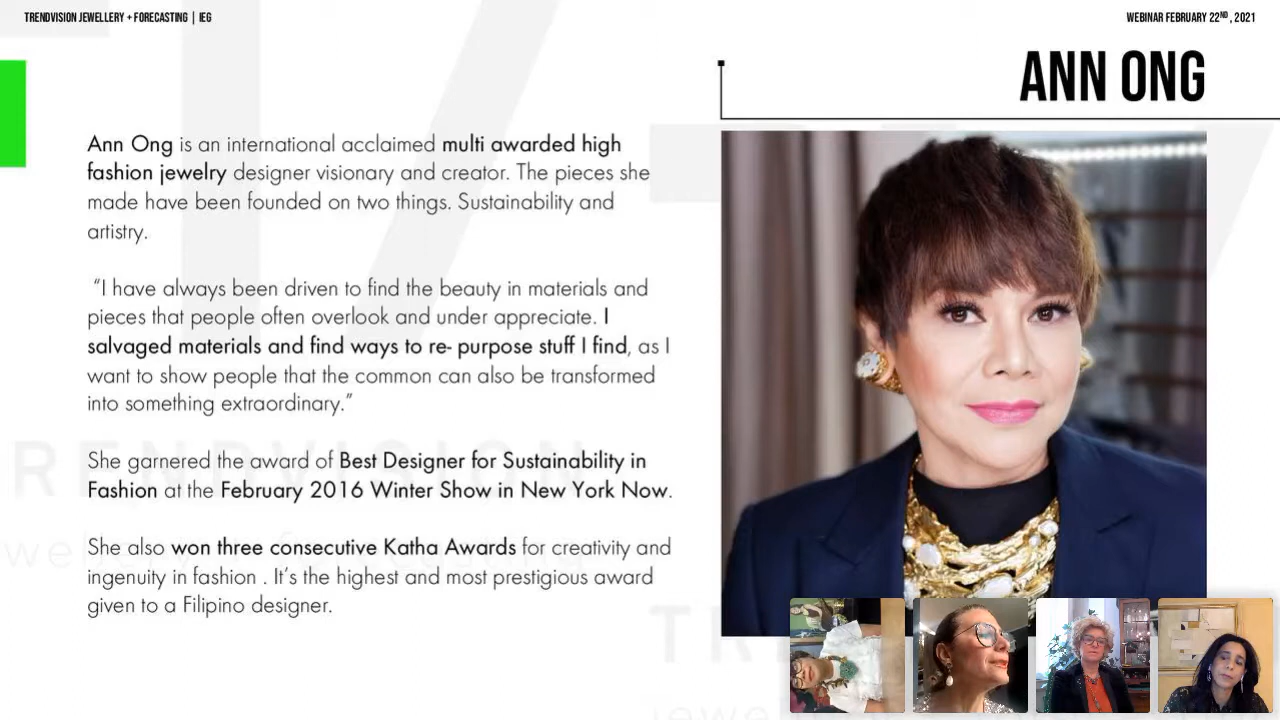 TRENDVISION JEWELLERY + FORECASTING | IEG
WEBINAR FEBRUARY 22ND, 2021
ANN ONG
Ann Ong is an international acclaimed multi awarded high
fashion jewelry designer visionary and creator. The pieces she
made have been founded on two things. Sustainability and
artistry.
“I have always been driven to find the beauty in materials and
pieces that people often overlook and under appreciate. I
salvaged materials and find ways to re- purpose stuff I find, as I
want to show people that the common can also be transformed
into something extraordinary.”
She garnered the award of Best Designer for Sustainability in
Fashion at the February 2016 Winter Show in New York Now.
She also won three consecutive Katha Awards for creativity and
ingenuity in fashion . It’s the highest and most prestigious award
given to a Filipino designer.